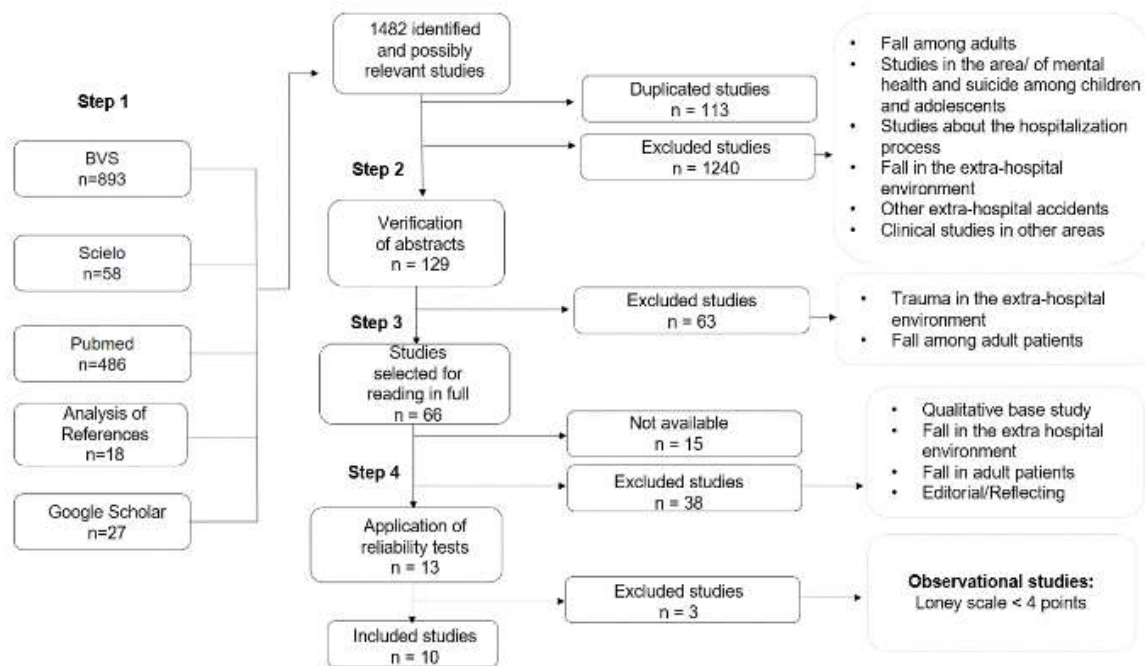 Step 1
BVS
n=893
Scielo
n=58
Pubmed
n=486
Analysis of
References
n=18
Google Scholar
n=27
1482 identified
and possibly
relevant studies
Duplicated studies
n = 113
Excluded studies
n = 1240
• Fall among adults
• Studies in the area/ of mental
health and suicide among children
and adolescents
• Studies about the hospitalization
process
• Fall in the extra-hospital
environment
• Other extra-hospital accidents
• Clinical studies in other areas
Step 2
Verification
of abstracts
n = 129
Excluded studies
n = 63
• Trauma in the extra-hospital
environment
• Fall among adult patients
Step 3
Studies
selected for
reading in full
n = 66
Not available
n = 15
Excluded studies
n = 38
• Qualitative base study
• Fall in the extra hospital
environment
• Fall in adult patients
• Editorial/Reflecting
Step 4
Application of
reliability tests
n = 13
Excluded studies
n = 3
Observational studies:
Loney scale < 4 points
Included studies
n = 10